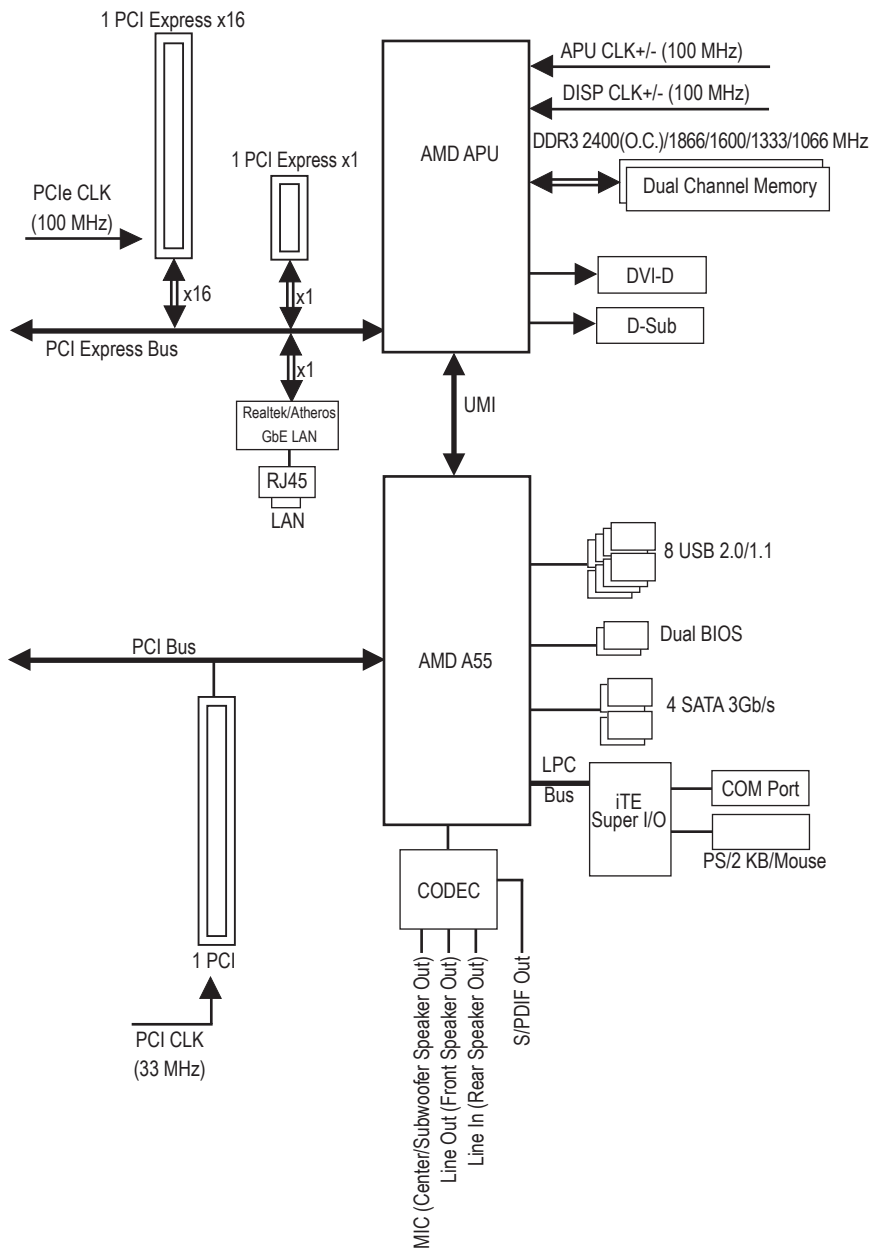 1 PCI Express x16
APU CLK+/- (100 MHz)
DISP CLK+/- (100 MHz)
DDR3 2400(O.C.)/1866/1600/1333/1066 MHz
AMD APU
1 PCI Express x1
Dual Channel Memory
PCIe CLK
(100 MHz)
x16
x1
DVI-D
D-Sub
PCI Express Bus
x1
UMI
Realtek/Atheros
GbE LAN
RJ45
LAN
8 USB 2.0/1.1
PCI Bus
AMD A55
Dual BIOS
4 SATA 3Gb/s
LPC
Bus
iTE
Super I/O
COM Port
PS/2 KB/Mouse
CODEC
1 PCI
PCI CLK
(33 MHz)
MIC (Center/Subwoofer Speaker Out)
Line Out (Front Speaker Out)
Line In (Rear Speaker Out)
S/PDIF Out